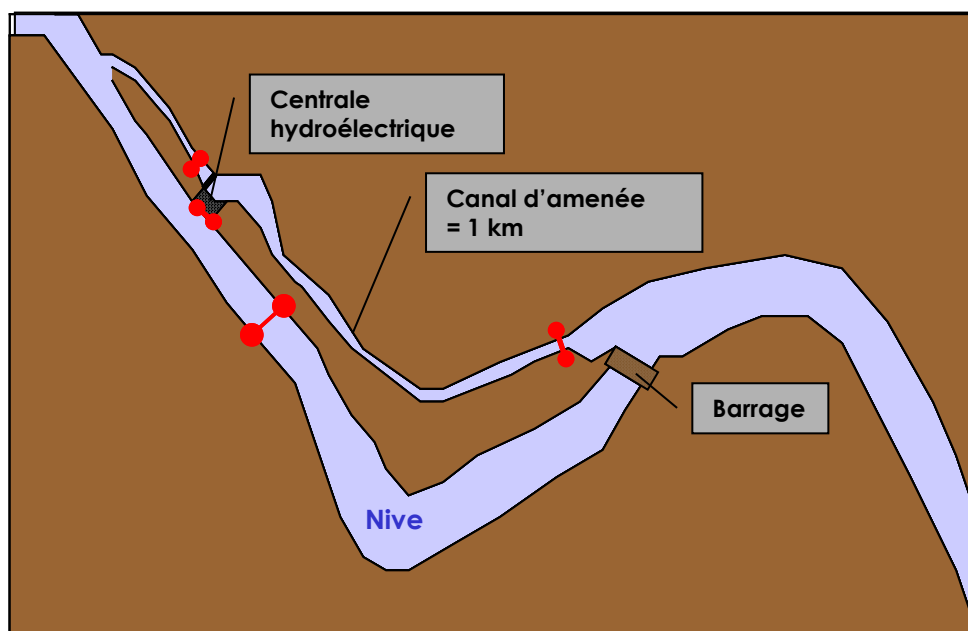 Centrale
hydroélectrique
Canal d’amenée
= 1 km
Barrage
Nive